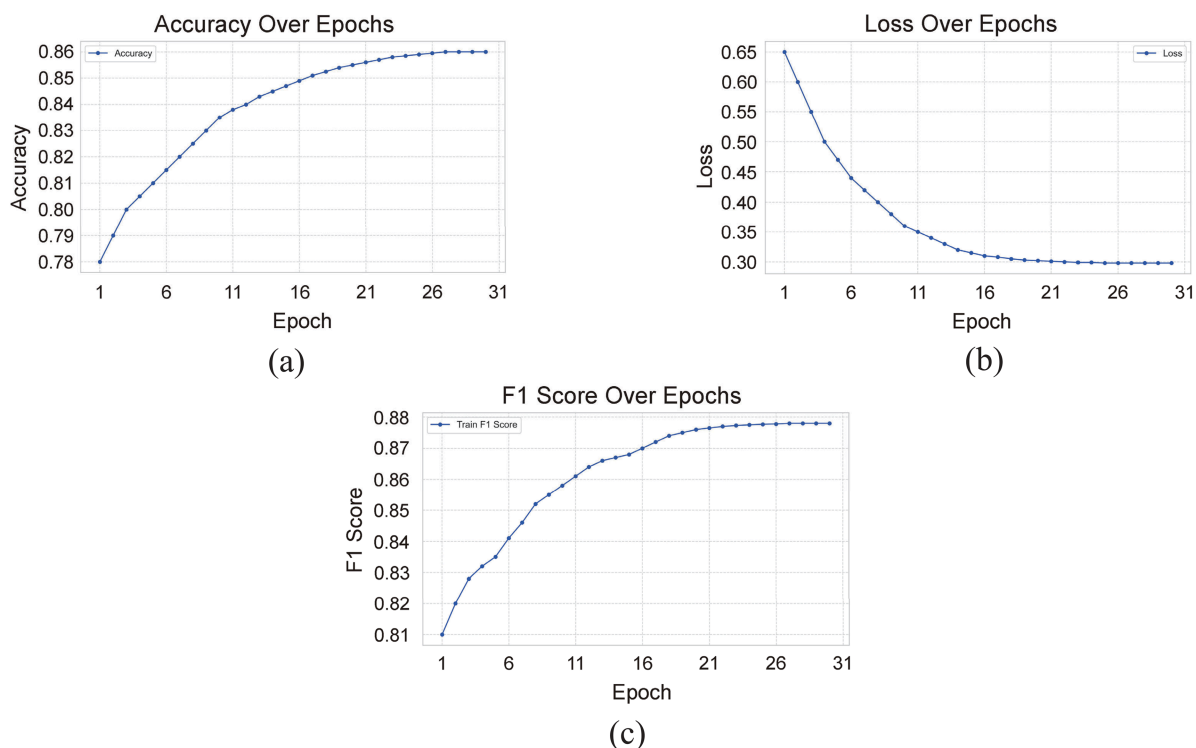 Accuracy Over Epochs
0.86
0.85
0.84
0.83
0.82
0.81
0.80
0.79
0.78
Accuracy
Accuracy
1 6 11 16 21 26 31
Epoch
(a)
Loss Over Epochs
0.65
0.60
0.55
0.50
0.45
0.40
0.35
0.30
Loss
Loss
1 6 11 16 21 26 31
Epoch
(b)
F1 Score Over Epochs
0.88
0.87
0.86
0.85
0.84
0.83
0.82
0.81
F1 Score
Train F1 Score
1 6 11 16 21 26 31
Epoch
(c)